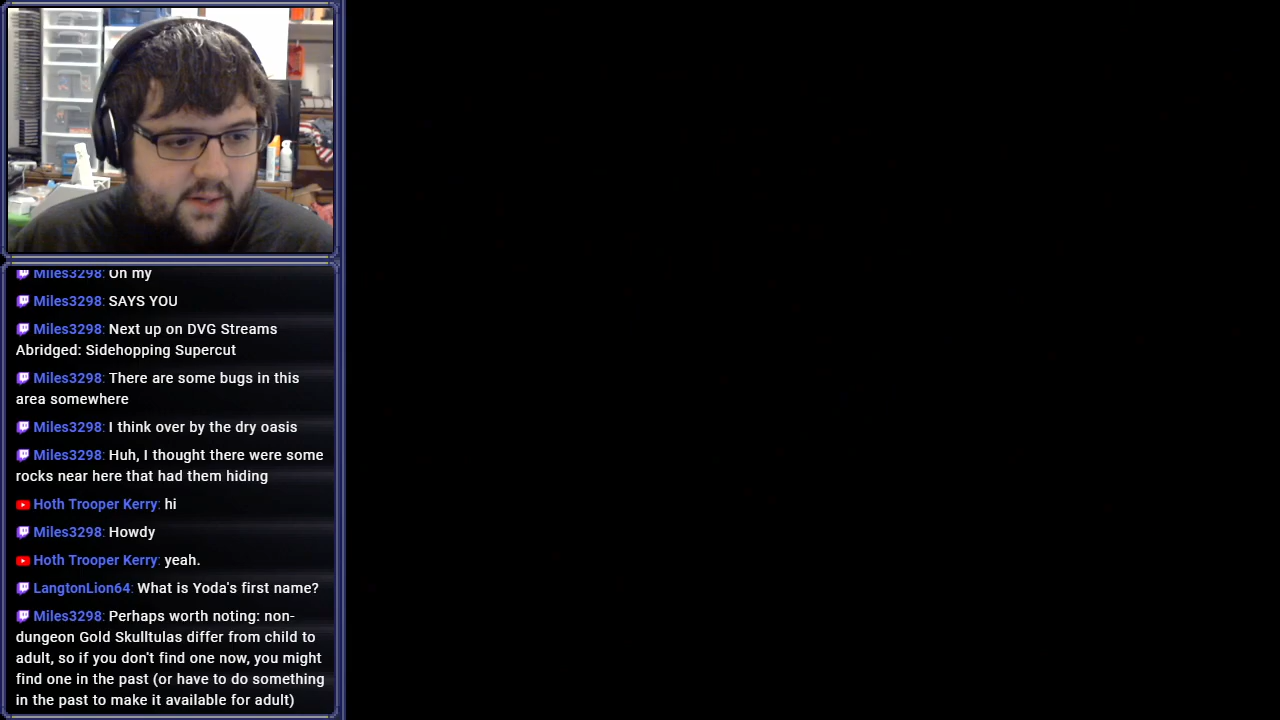 Miles3298: Oh my
Miles3298: SAYS YOU
Miles3298: Next up on DVG Streams
Abridged: Sidehopping Supercut
Miles3298: There are some bugs in this
area somewhere
Miles3298: I think over by the dry oasis
Miles3298: Huh, I thought there were some
rocks near here that had them hiding
Hoth Trooper Kerry: hi
Miles3298: Howdy
Hoth Trooper Kerry: yeah.
LangtonLion64: What is Yoda's first name?
Miles3298: Perhaps worth noting: non-
dungeon Gold Skulltulas differ from child to
adult, so if you don't find one now, you might
find one in the past (or have to do something
in the past to make it available for adult)